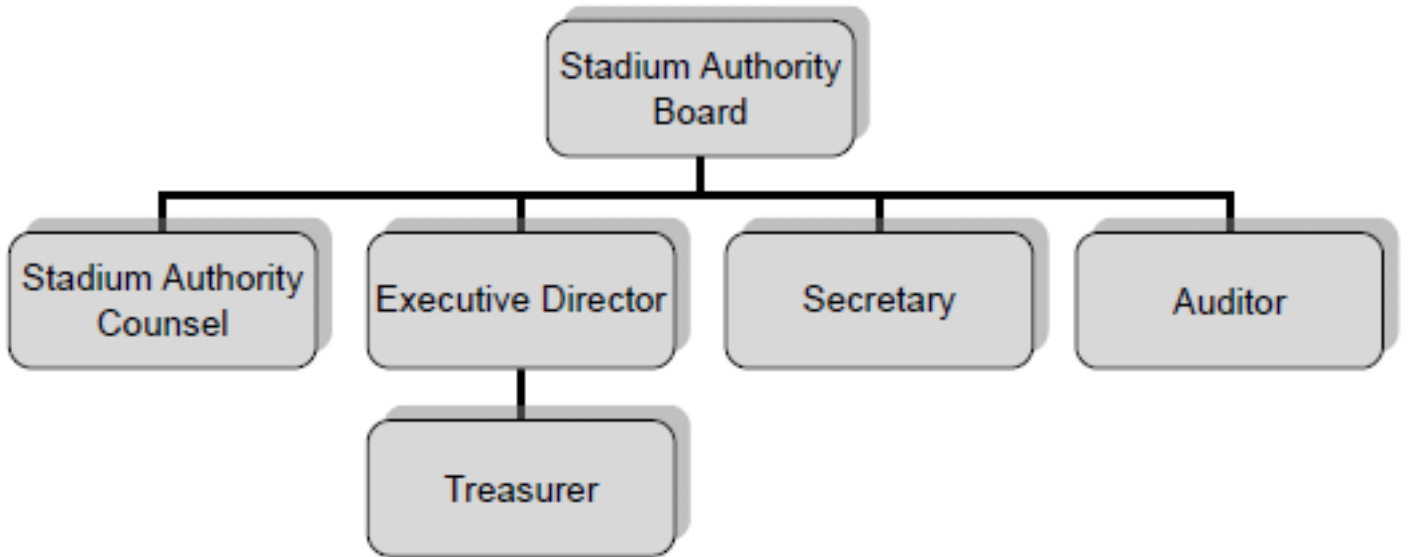 Stadium Authority
Board
Stadium Authority
Counsel
Executive Director
Secretary
Auditor
Treasurer